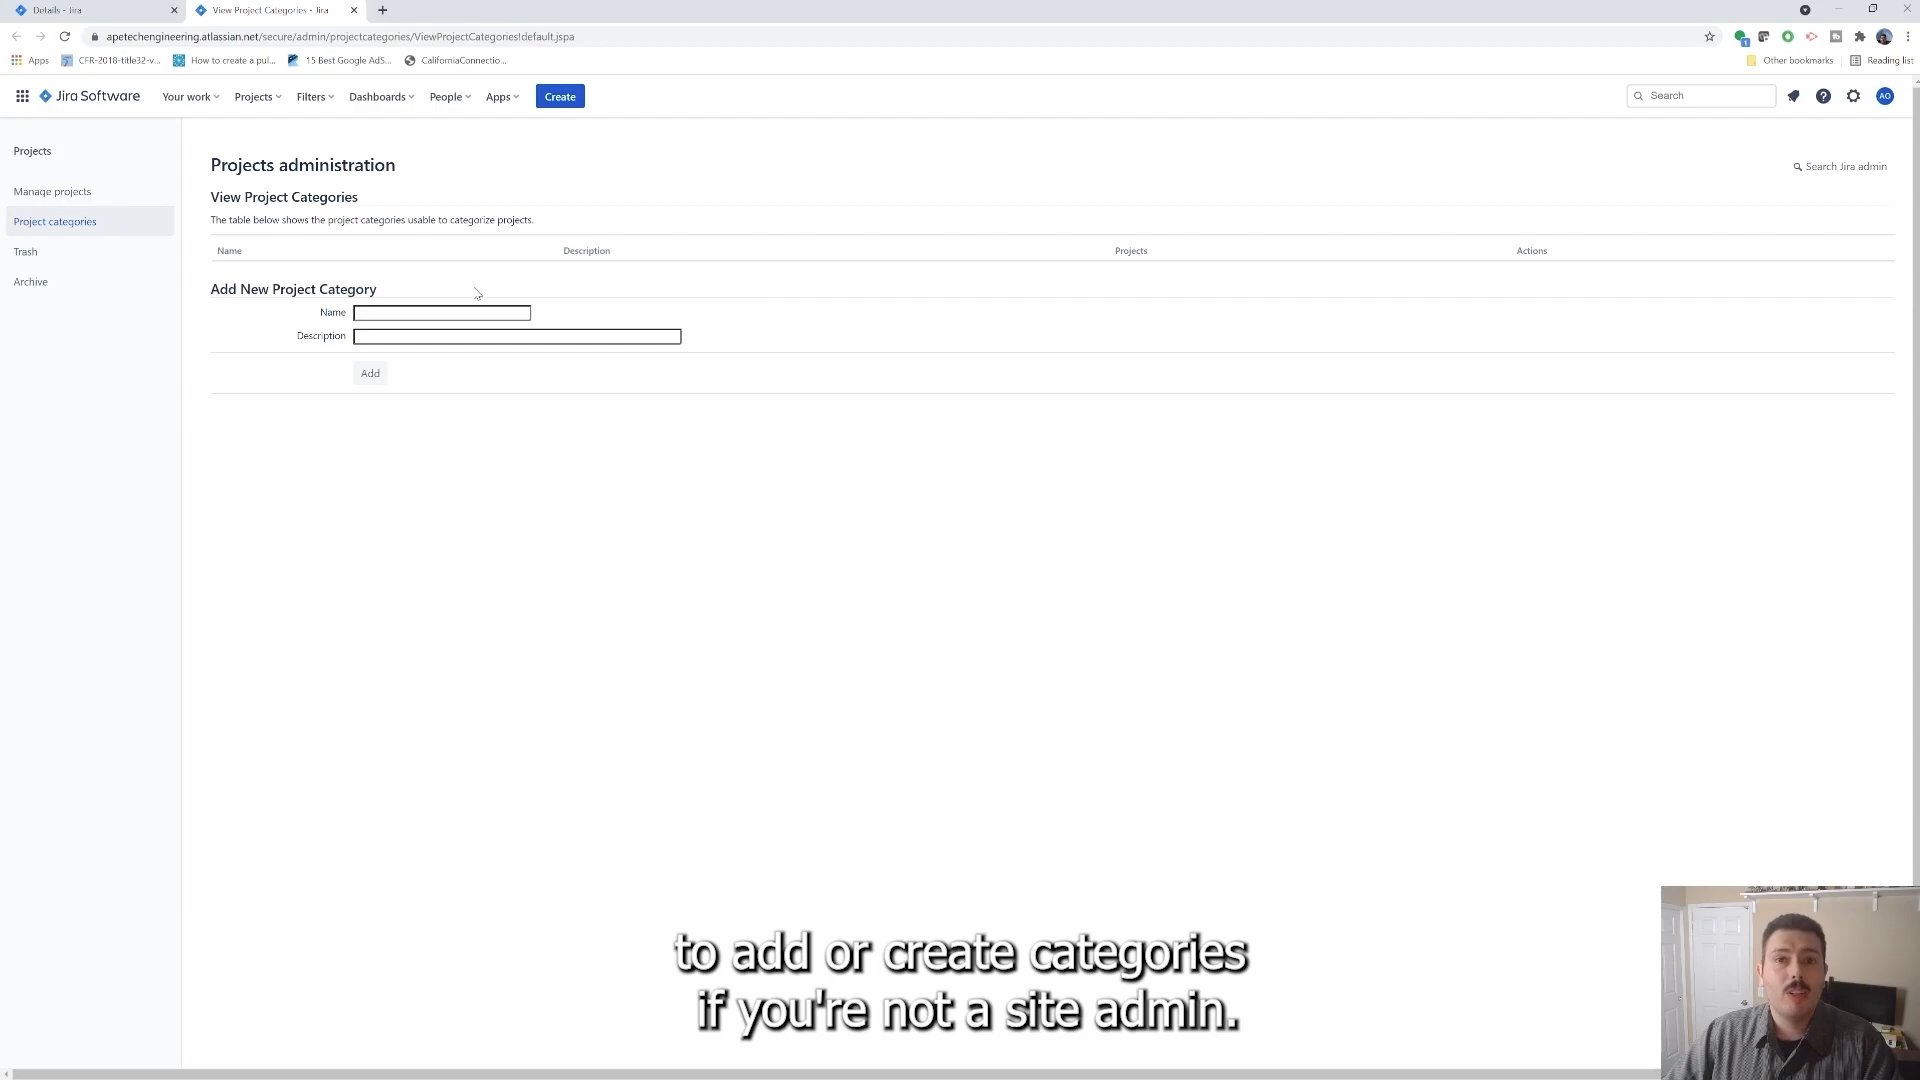 Details - Jira
View Project Categories - Jira
apetechengineering.atlassian.net/secure/admin/projectcategories/ViewProjectCategories!default.jspa
Apps
CFR-2018-title32-v...
How to create a pul...
15 Best Google AdS...
CaliforniaConnectio...
Other bookmarks
Reading list
Jira Software
Your work
Projects
Filters
Dashboards
People
Apps
Create
Search
AO
Projects
Manage projects
Project categories
Trash
Archive
Projects administration
Search Jira admin
View Project Categories
The table below shows the project categories usable to categorize projects.
Name Description Projects Actions
Add New Project Category
Name
Description
Add
to add or create categories
if you're not a site admin.